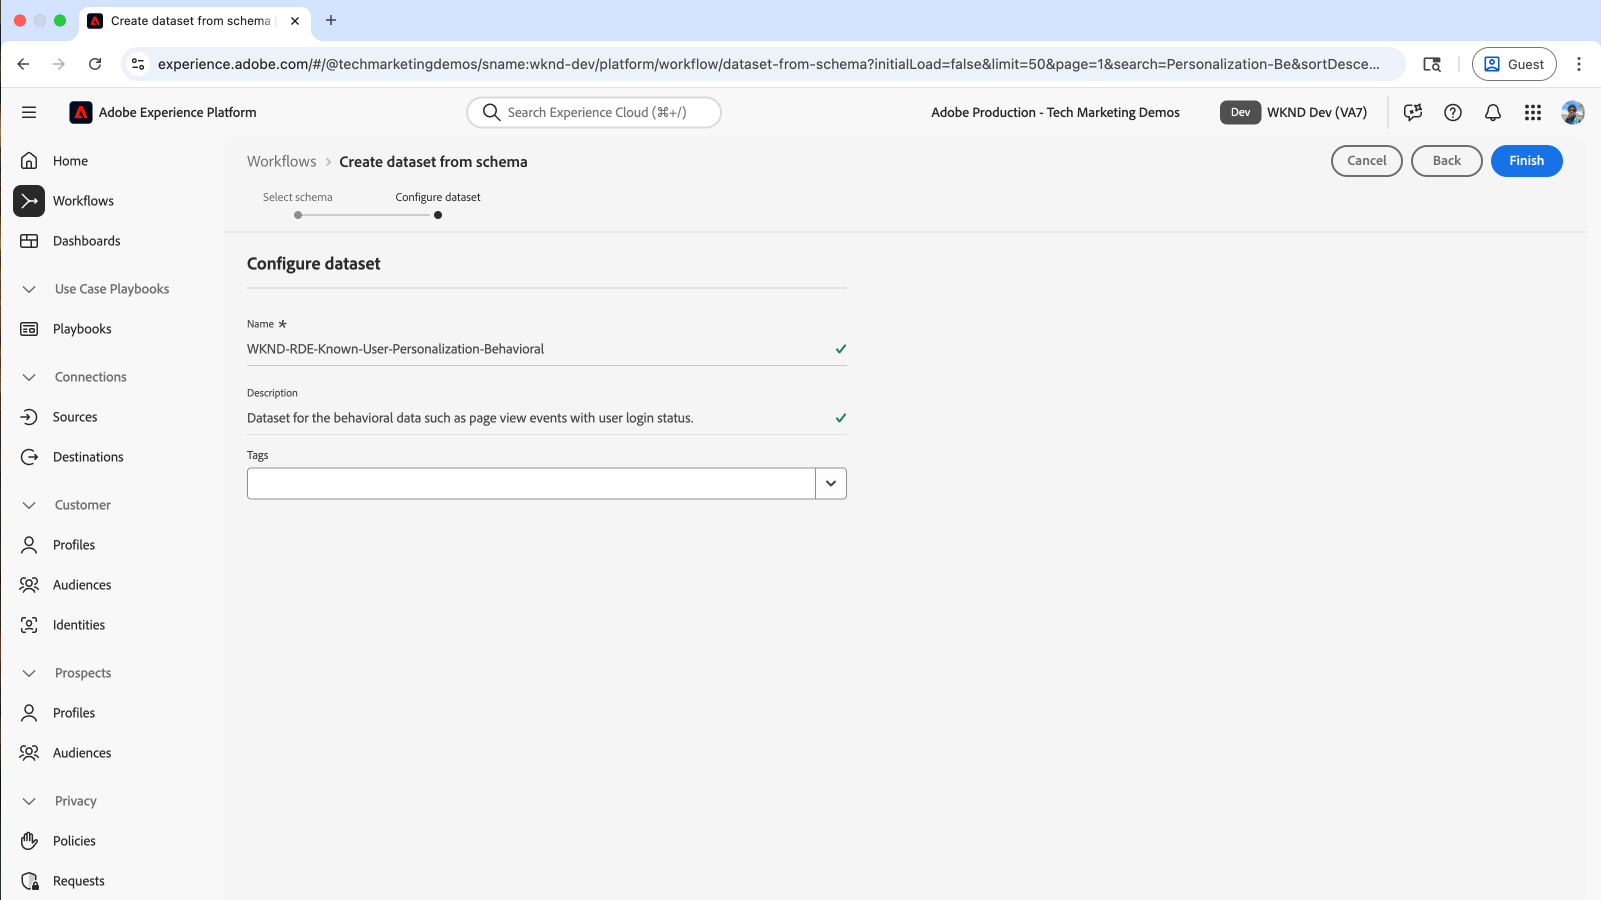 Create dataset from schema
experience.adobe.com/#/@techmarketingdemos/sname:wknd-dev/platform/workflow/dataset-from-schema?initialLoad=false&limit=50&page=1&search=Personalization-Be&sortDesce...
Guest
Adobe Experience Platform
Search Experience Cloud (⌘+/)
Adobe Production - Tech Marketing Demos
Dev
WKND Dev (VA7)
Home
Workflows
Dashboards
Use Case Playbooks
Playbooks
Connections
Sources
Destinations
Customer
Profiles
Audiences
Identities
Prospects
Profiles
Audiences
Privacy
Policies
Requests
Workflows > Create dataset from schema
Cancel
Back
Finish
Select schema
Configure dataset
Configure dataset
Name *
WKND-RDE-Known-User-Personalization-Behavioral
Description
Dataset for the behavioral data such as page view events with user login status.
Tags